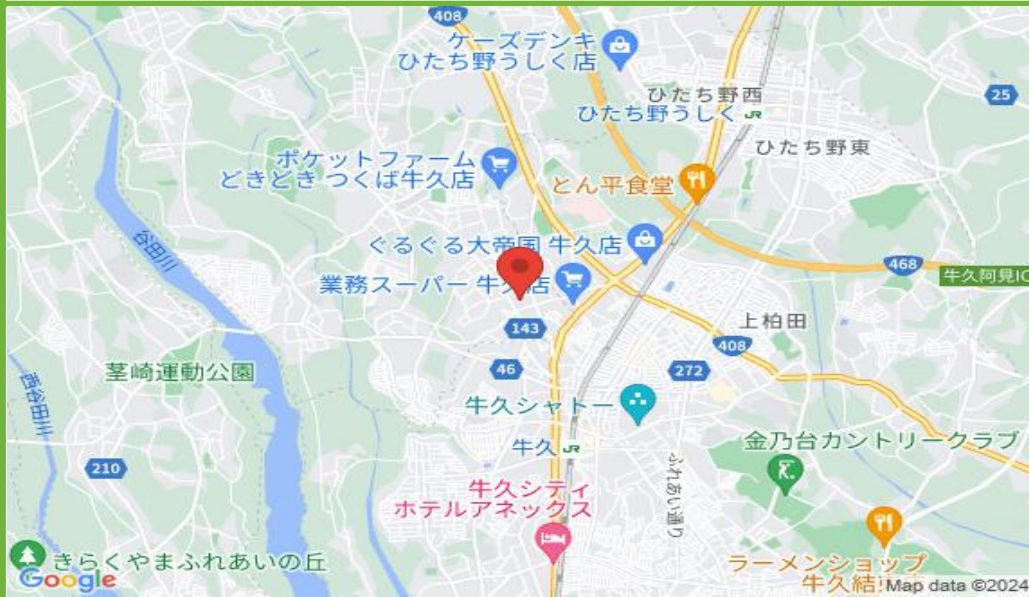 408
ケーズデンキ
ひたち野うしく店
ひたち野西
25
ひたち野うしく JR
ひたち野東
ポケットファーム
どきどき つくば牛久店
とん平食堂
谷田川
ぐるぐる大帝国 牛久店
468
牛久阿見IC
業務スーパー 牛久店
143
上柏田
408
茎崎運動公園
46
272
西谷田川
牛久シャトー
牛久 JR
金乃台カントリークラブ
210
ふれあい通り
牛久シティ
ホテルアネックス
きらくやまふれあいの丘
ラーメンショップ
牛久結
Google
Map data ©2024